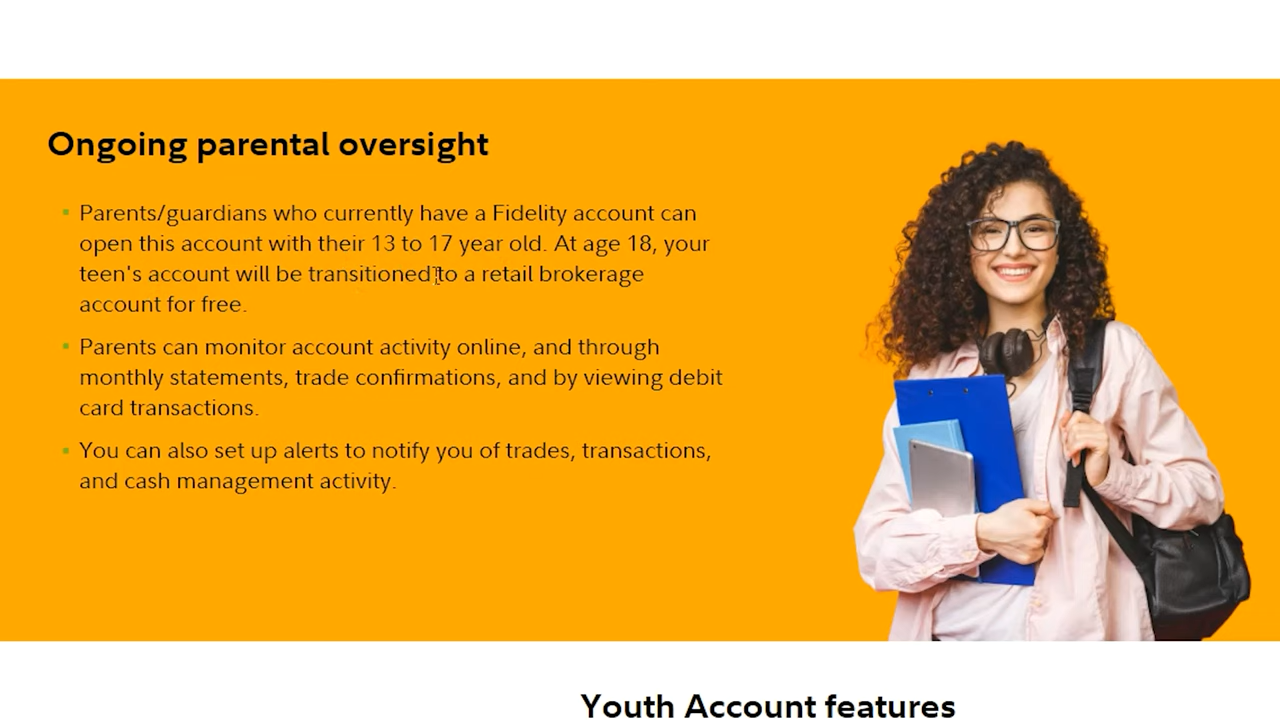 Ongoing parental oversight
▪ Parents/guardians who currently have a Fidelity account can
open this account with their 13 to 17 year old. At age 18, your
teen's account will be transitioned to a retail brokerage
account for free.
▪ Parents can monitor account activity online, and through
monthly statements, trade confirmations, and by viewing debit
card transactions.
▪ You can also set up alerts to notify you of trades, transactions,
and cash management activity.
Youth Account features